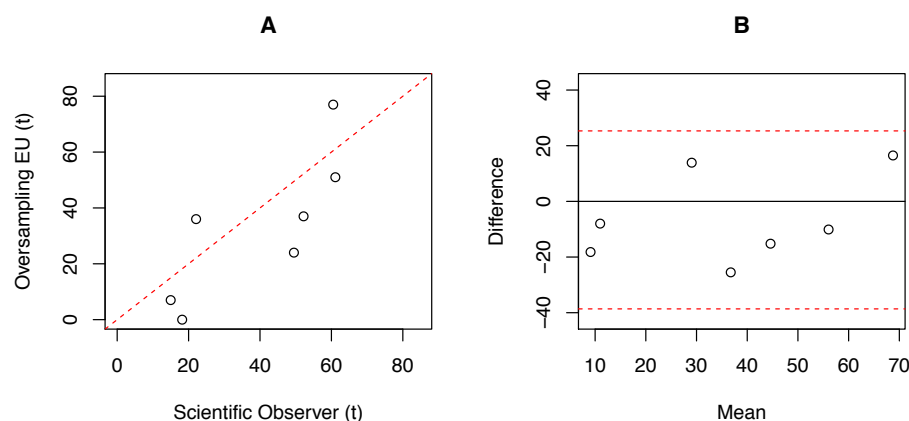 A
Oversampling EU (t)
80
60
40
20
0
0 20 40 60 80
Scientific Observer (t)
B
Difference
40
20
0
−20
−40
10 20 30 40 50 60 70
Mean